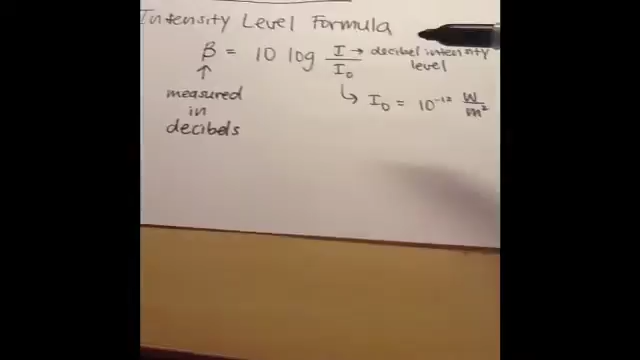 Intensity Level Formula
β = 10 log I/I₀ → decibel intensity level
↑ measured in decibels
↳ I₀ = 10⁻¹² W/m²